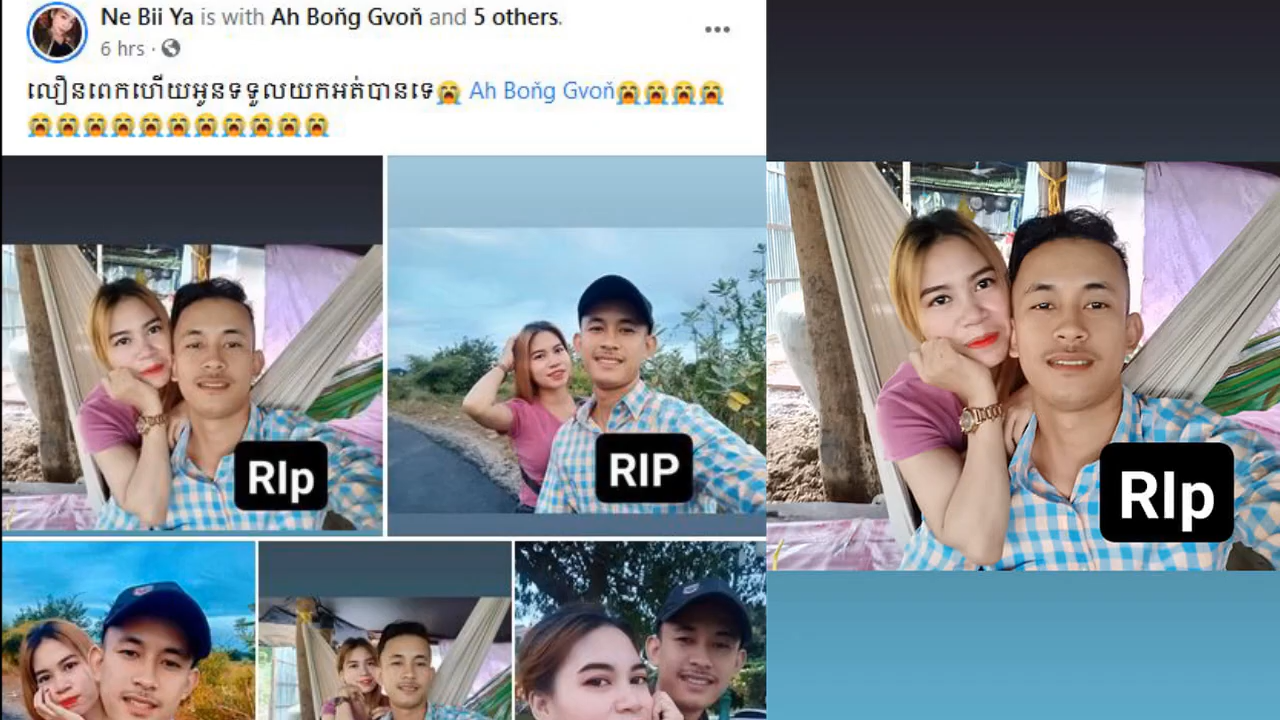 Ne Bii Ya is with Ah Boňg Gvoň and 5 others.
6 hrs ·
លឿនពេកហើយអូនទទួលយកអត់បានទេ😭 Ah Boňg Gvoň😭😭😭😭
😭😭😭😭😭😭😭😭😭😭😭
RIp
RIP
RIp